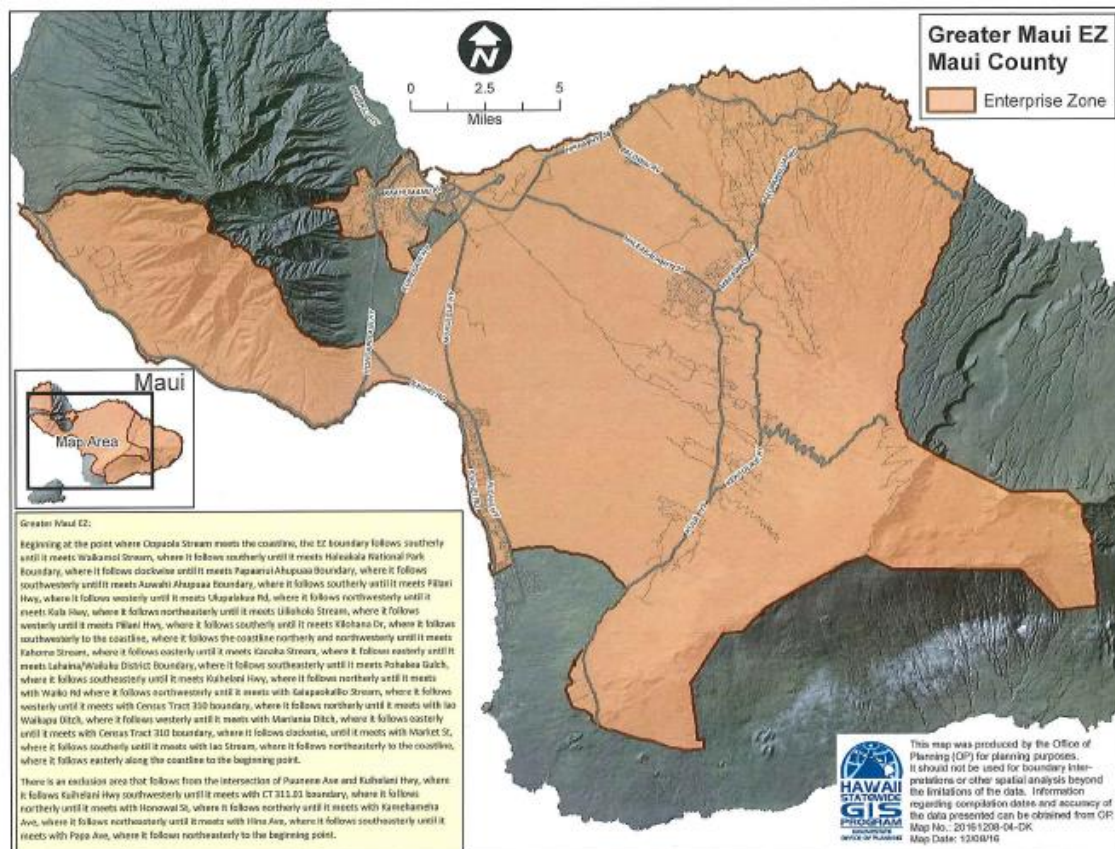 Greater Maui EZ
Maui County
Enterprise Zone
N
0 2.5 5
Miles
Maui
Map Area
HANSEN RD
Greater Maui EZ:
Beginning at the point where Oopuola Stream meets the coastline, the EZ boundary follows southerly
until it meets Waikamoi Stream, where it follows southerly until it meets Haleakala National Park
Boundary, where it follows clockwise until it meets Papaanui Ahupuaa Boundary, where it follows
southwesterly until it meets Auwahi Ahupuaa Boundary, where it follows southerly until it meets Piilani
Hwy, where it follows westerly until it meets Ulupalakua Rd, where it follows northwesterly until it
meets Kula Hwy, where it follows northeasterly until it meets Liilioholo Stream, where it follows
westerly until it meets Piilani Hwy, where it follows southerly until it meets Kilohana Dr, where it follows
southwesterly to the coastline, where it follows the coastline northerly and northwesterly until it meets
Kahoma Stream, where it follows easterly until it meets Kanaha Stream, where it follows easterly until it
meets Lahaina/Wailuku District Boundary, where it follows southeasterly until it meets Pohakea Gulch,
where it follows southeasterly until it meets Kuihelani Hwy, where it follows northerly until it meets
with Waiko Rd where it follows northwesterly until it meets with Kalapaokailio Stream, where it follows
westerly until it meets with Census Tract 310 boundary, where it follows northerly until it meets with Iao
Waikapu Ditch, where it follows westerly until it meets with Maniania Ditch, where it follows easterly
until it meets with Census Tract 310 boundary, where it follows clockwise, until it meets with Market St,
where it follows southerly until it meets with Iao Stream, where it follows northeasterly to the coastline,
where it follows easterly along the coastline to the beginning point.
There is an exclusion area that follows from the intersection of Puunene Ave and Kuihelani Hwy, where
it follows Kuihelani Hwy southwesterly until it meets with CT 311.01 boundary, where it follows
northerly until it meets with Honowai St, where it follows northerly until it meets with Kamehameha
Ave, where it follows northeasterly until it meets with Hina Ave, where it follows southeasterly until it
meets with Papa Ave, where it follows northeasterly to the beginning point.
HAWAII
STATEWIDE
GIS
PROGRAM
OFFICE OF PLANNING
This map was produced by the Office of
Planning (OP) for planning purposes.
It should not be used for boundary inter-
pretations or other spatial analysis beyond
the limitations of the data. Information
regarding compilation dates and accuracy of
the data presented can be obtained from OP.
Map No.: 20161208-04-DK
Map Date: 12/08/16